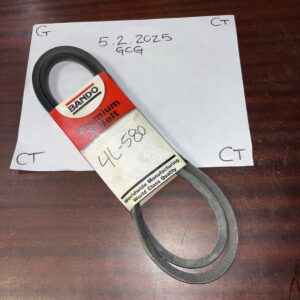 G
CT
5.2.2025
GCG
BANDO
Premium
V-Belt
4L-580
Worldwide Manufacturing
World Class Quality
CT
CT